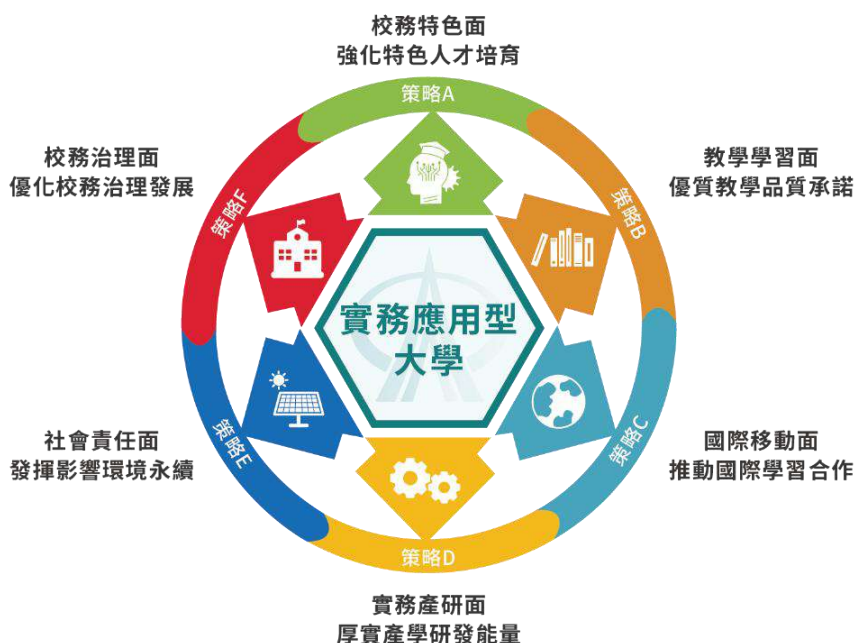 校務特色面
強化特色人才培育
策略A
校務治理面
優化校務治理發展
教學學習面
優質教學品質承諾
策略F
策略B
實務應用型
大學
社會責任面
發揮影響環境永續
策略E
策略C
國際移動面
推動國際學習合作
策略D
實務產研面
厚實產學研發能量